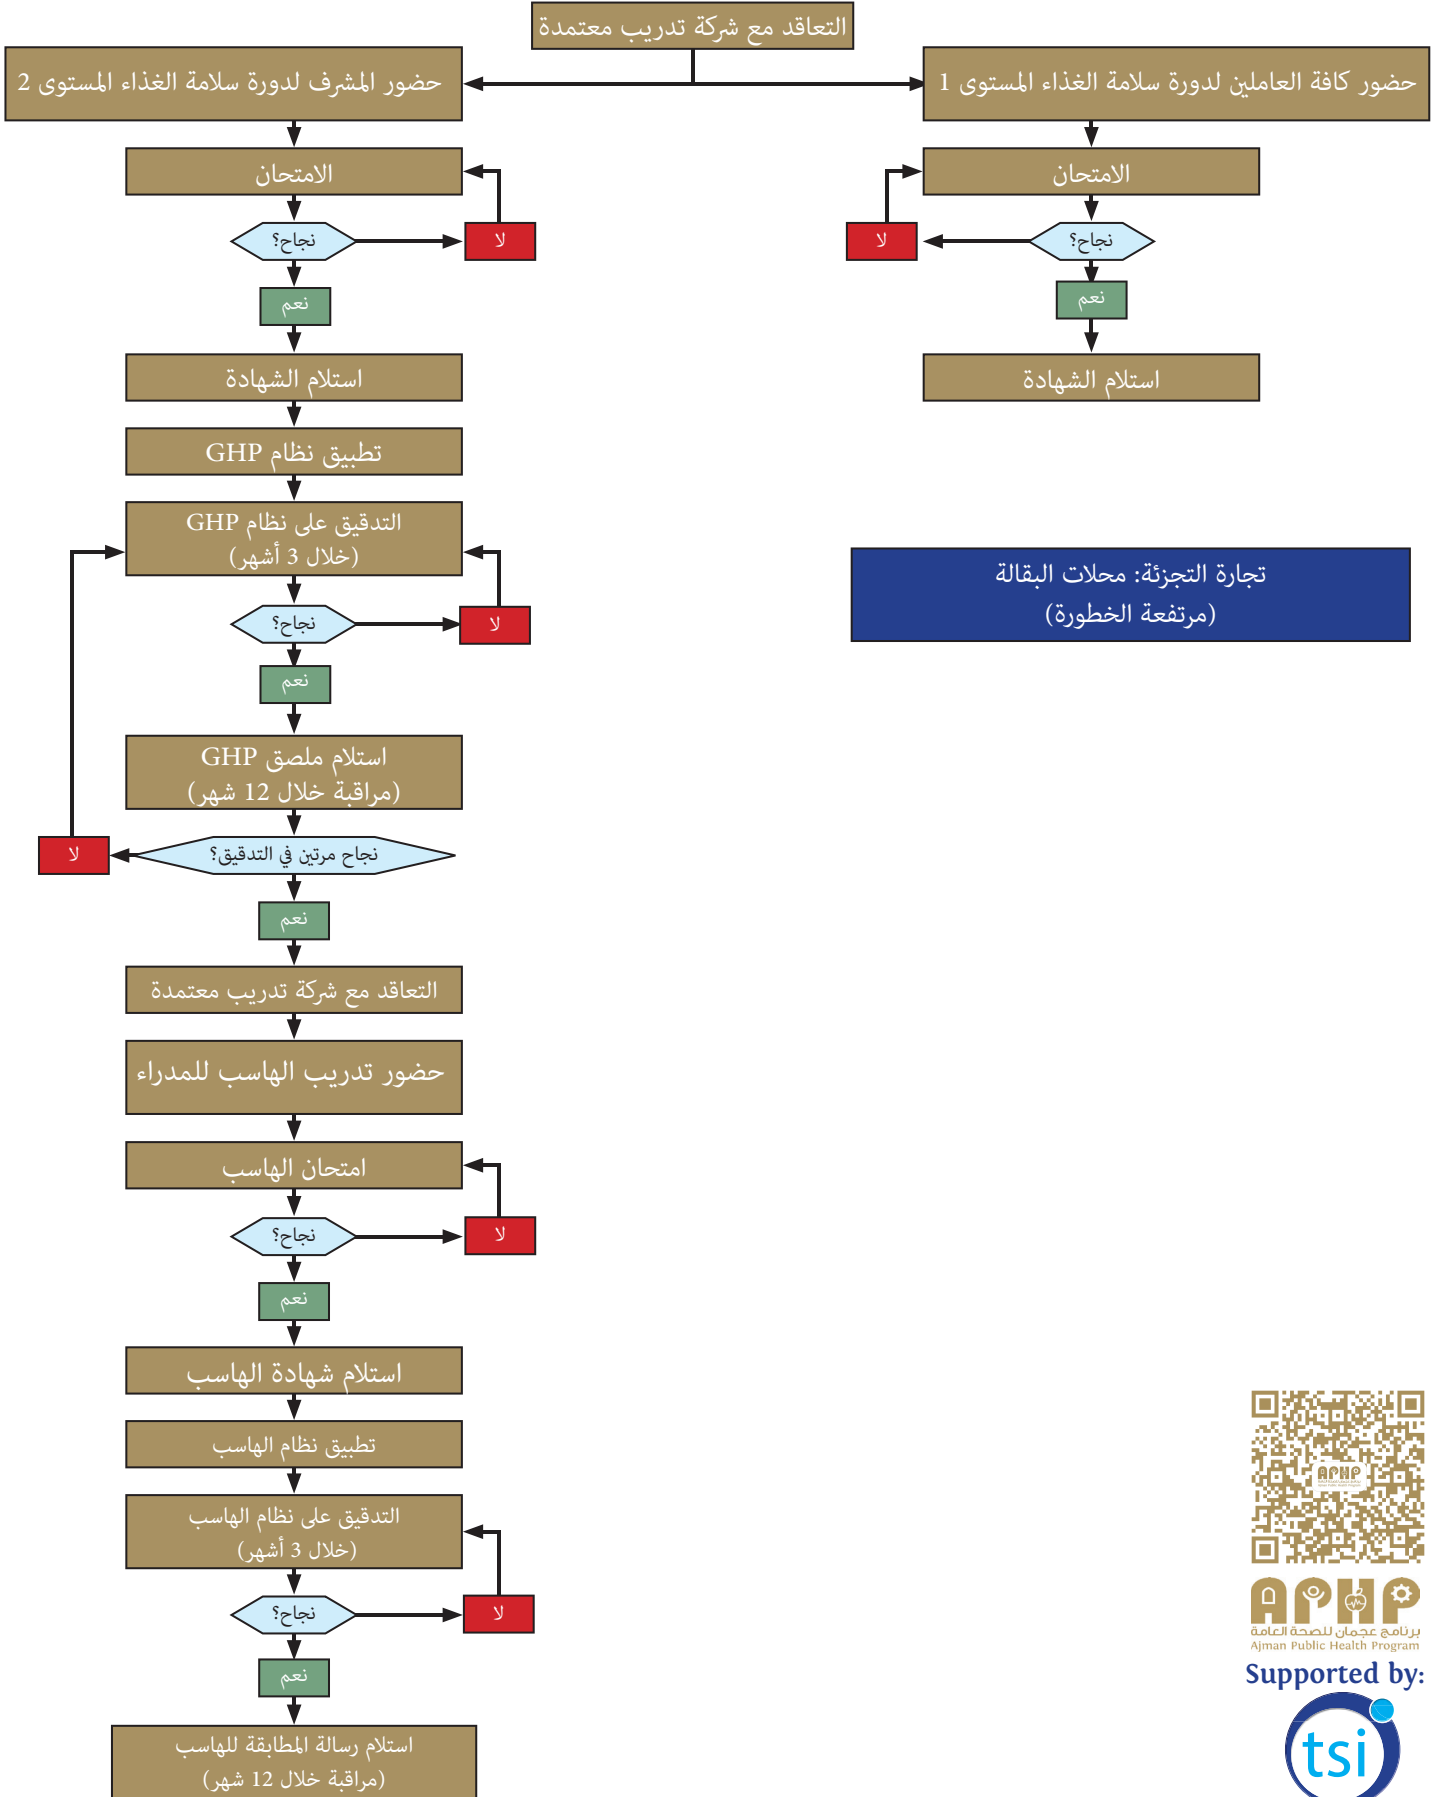 التعاقد مع شركة تدريب معتمدة
حضور كافة العاملين لدورة سلامة الغذاء المستوى 1
الامتحان
نجاح؟
لا
نعم
استلام الشهادة
تجارة التجزئة: محلات البقالة
(مرتفعة الخطورة)
حضور المشرف لدورة سلامة الغذاء المستوى 2
الامتحان
نجاح؟
لا
نعم
استلام الشهادة
تطبيق نظام GHP
التدقيق على نظام GHP
(خلال 3 أشهر)
نجاح؟
لا
نعم
استلام ملصق GHP
(مراقبة خلال 12 شهر)
نجاح مرتين في التدقيق؟
لا
نعم
التعاقد مع شركة تدريب معتمدة
حضور تدريب الهاسب للمدراء
امتحان الهاسب
نجاح؟
لا
نعم
استلام شهادة الهاسب
تطبيق نظام الهاسب
التدقيق على نظام الهاسب
(خلال 3 أشهر)
نجاح؟
لا
نعم
استلام رسالة المطابقة للهاسب
(مراقبة خلال 12 شهر)
APHP
برنامج عجمان للصحة العامة
Ajman Public Health Program
Supported by:
tsi